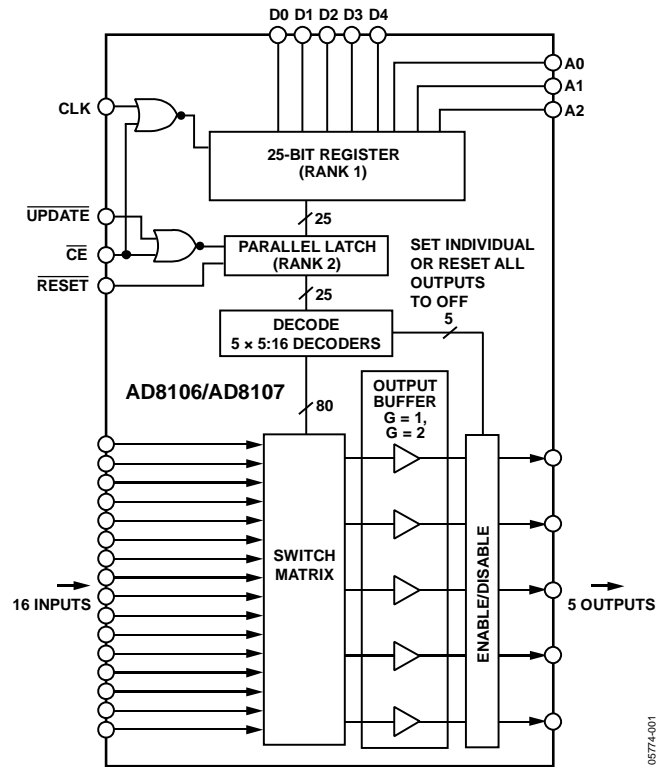 D0 D1 D2 D3 D4
A0
A1
A2
CLK
25-BIT REGISTER
(RANK 1)
25
UPDATE
CE
RESET
PARALLEL LATCH
(RANK 2)
SET INDIVIDUAL
OR RESET ALL
OUTPUTS
TO OFF
25
5
DECODE
5 × 5:16 DECODERS
AD8106/AD8107
80
OUTPUT
BUFFER
G = 1,
G = 2
SWITCH
MATRIX
ENABLE/DISABLE
16 INPUTS
5 OUTPUTS
05774-001